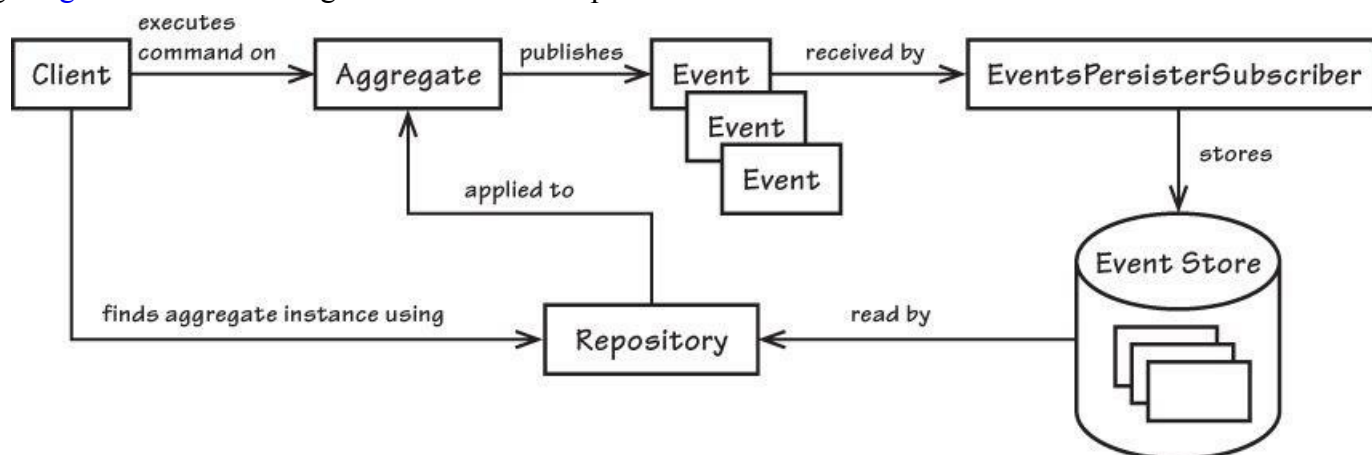 executes
command on
publishes
received by
Client
Aggregate
Event
EventsPersisterSubscriber
Event
Event
stores
applied to
Event Store
finds aggregate instance using
read by
Repository